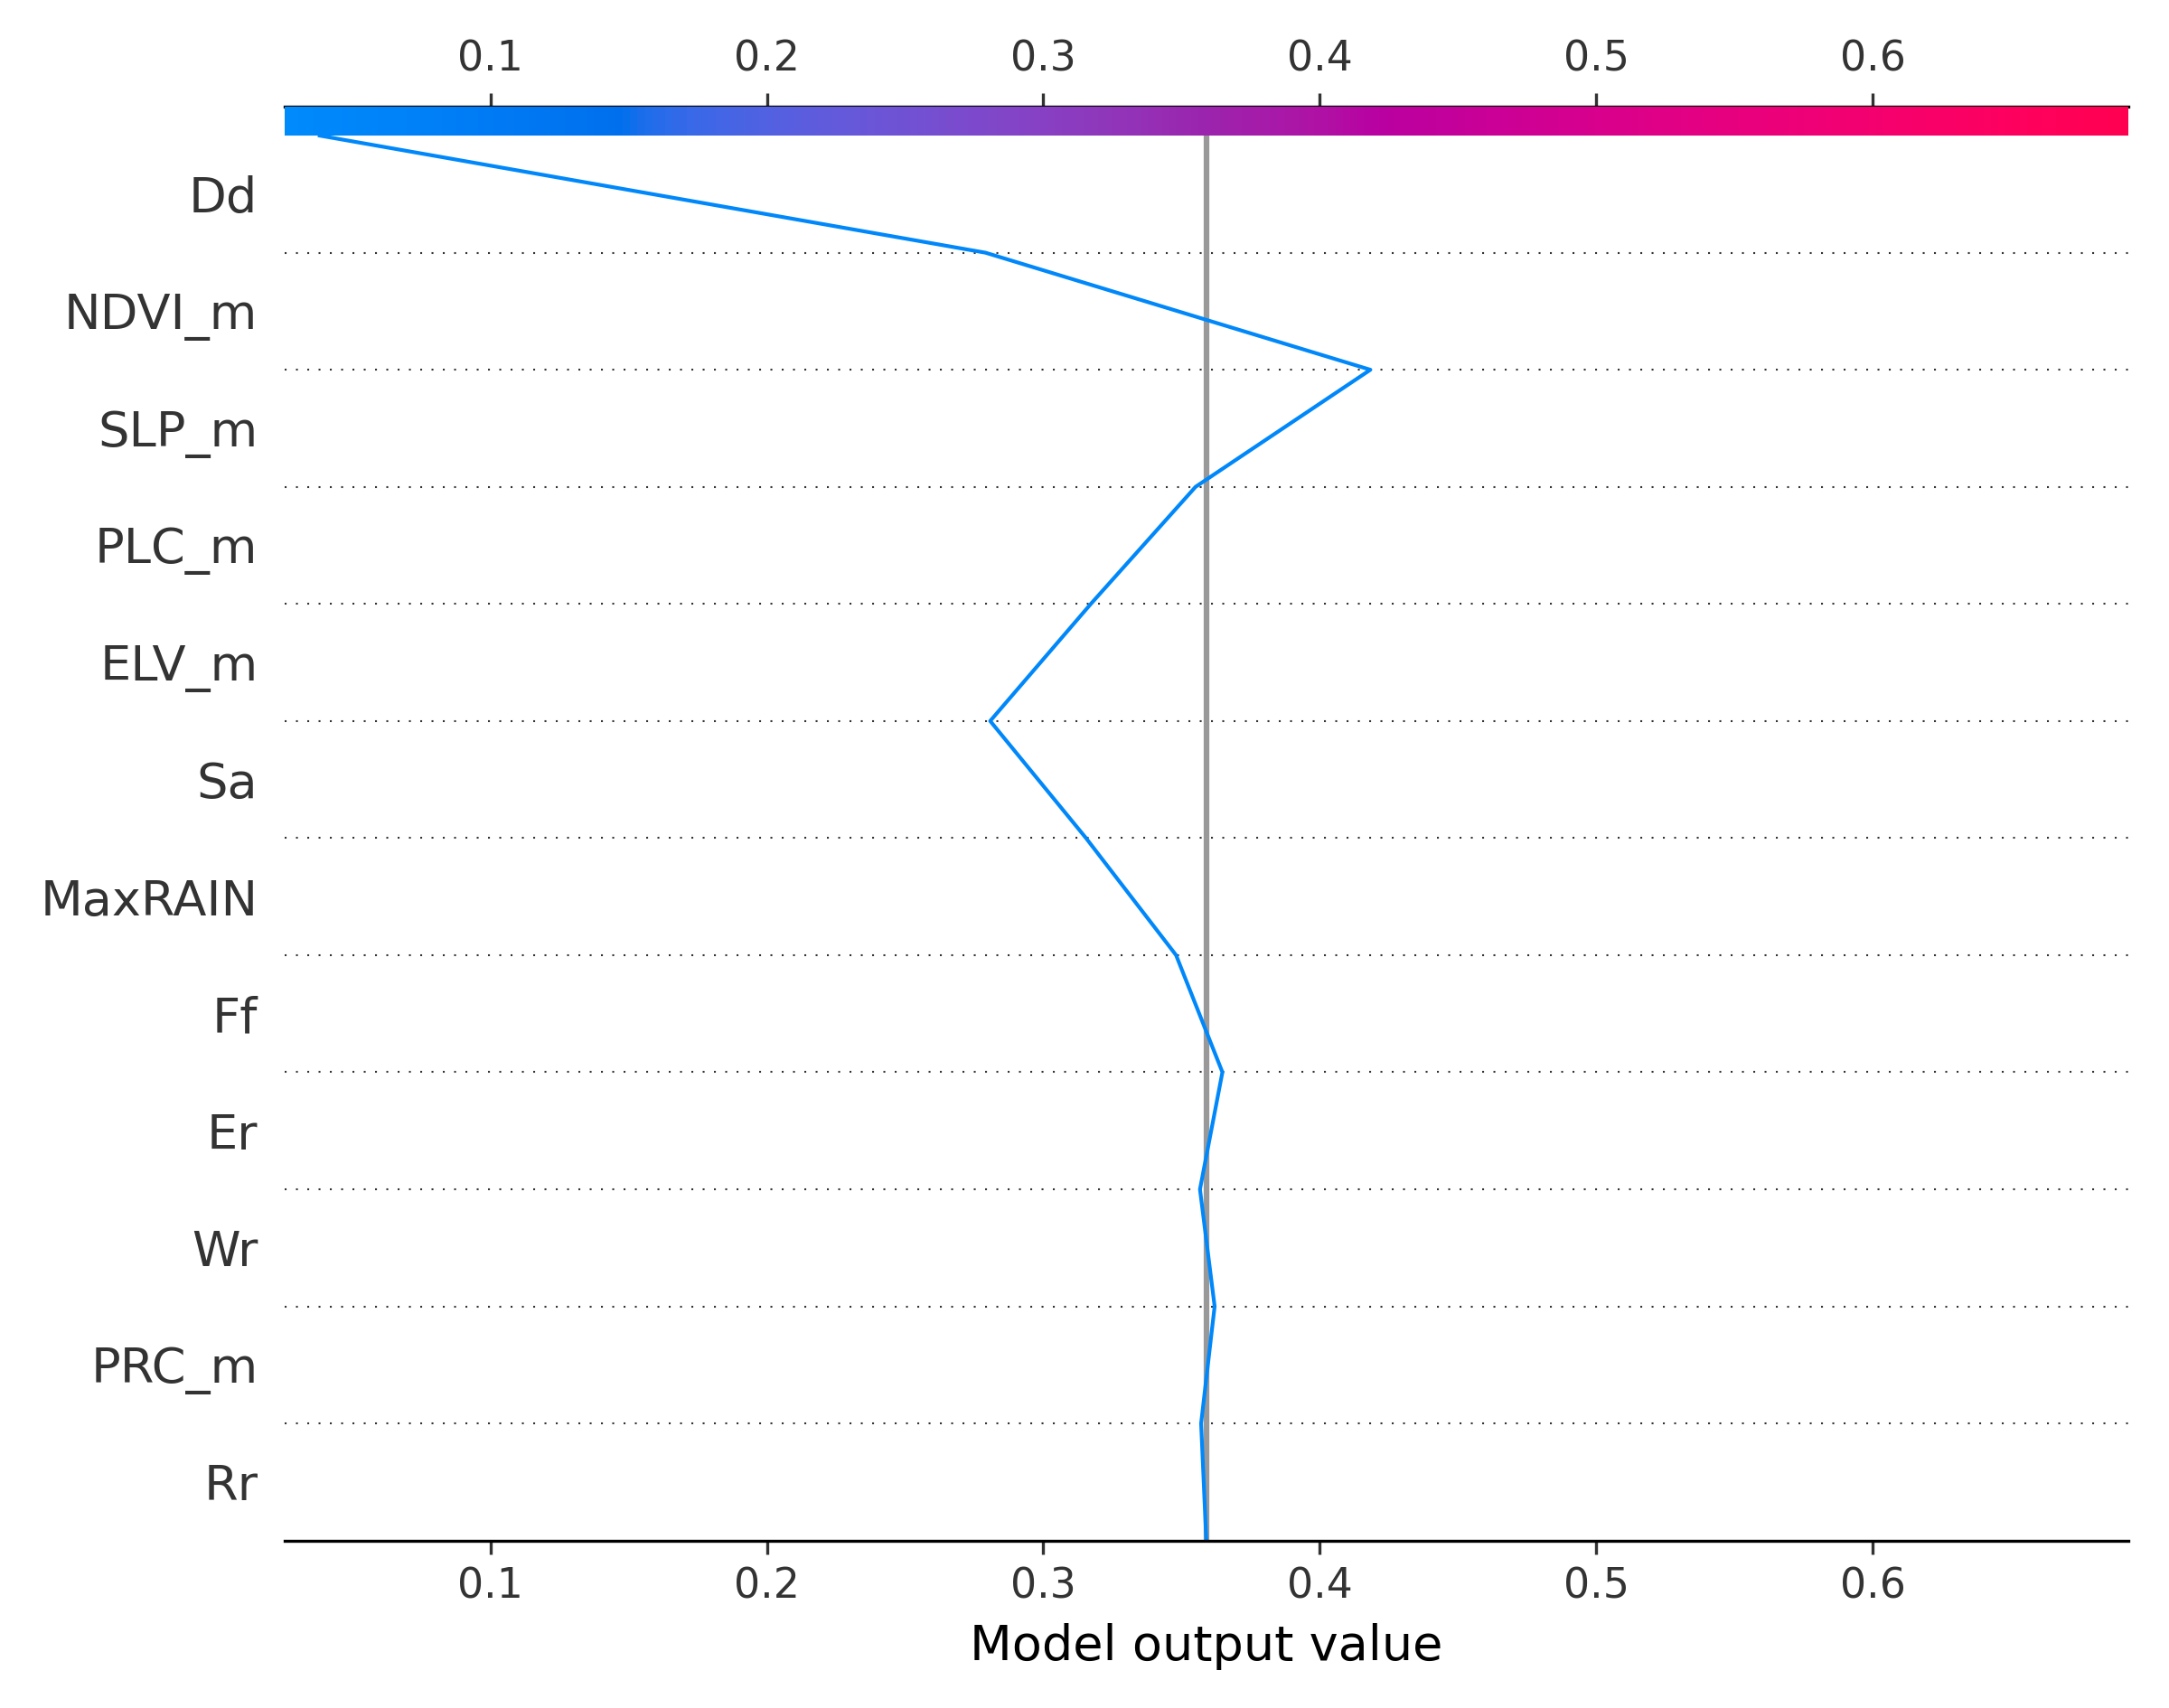 0.1 0.2 0.3 0.4 0.5 0.6
Dd
NDVI_m
SLP_m
PLC_m
ELV_m
Sa
MaxRAIN
Ff
Er
Wr
PRC_m
Rr
0.1 0.2 0.3 0.4 0.5 0.6
Model output value